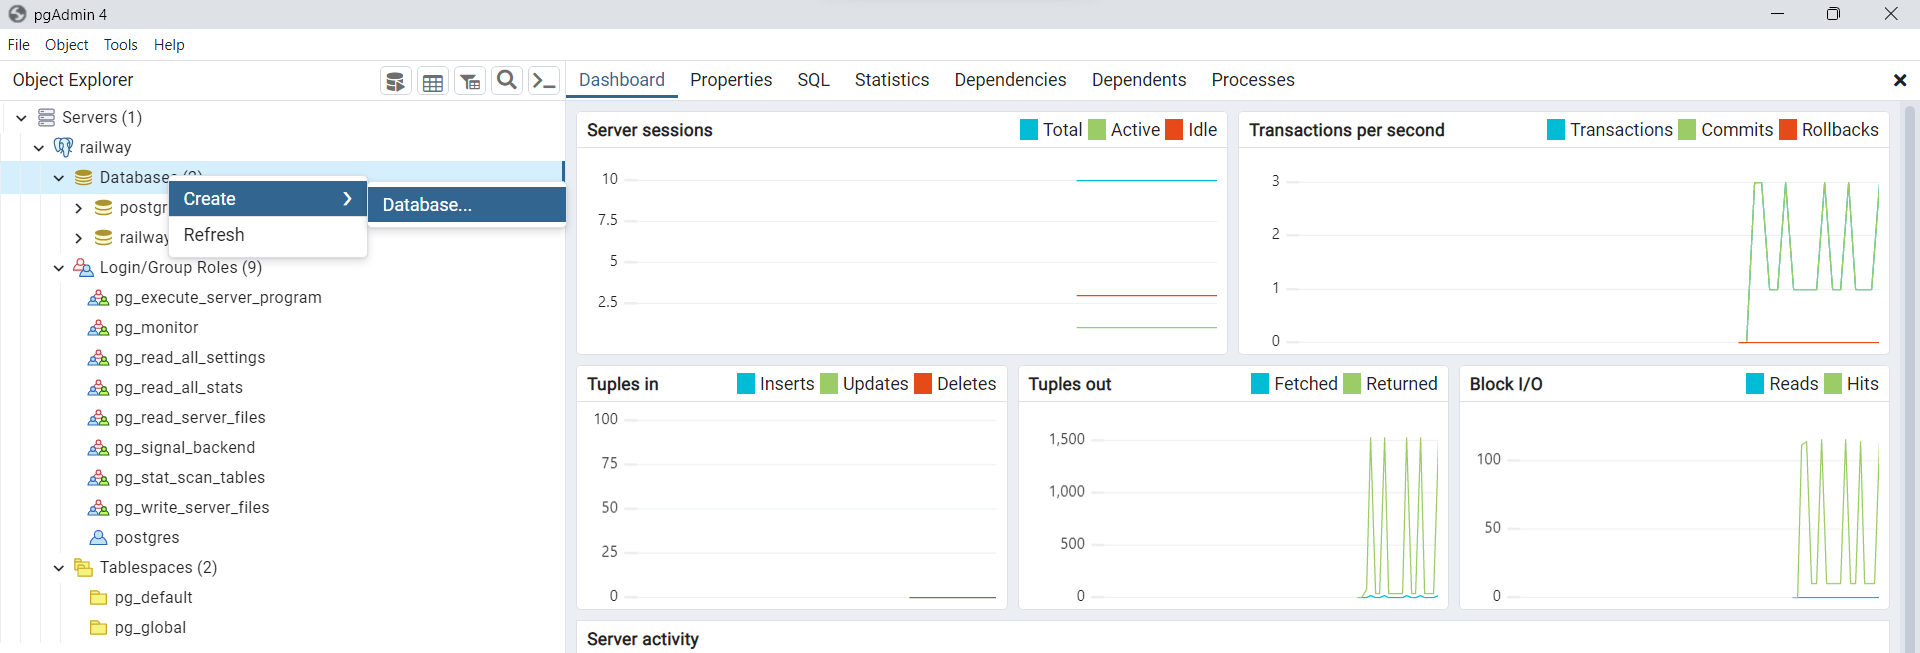 pgAdmin 4
File Object Tools Help
Object Explorer
Dashboard Properties SQL Statistics Dependencies Dependents Processes
Servers (1)
railway
Databases (2)
Create
Database...
Refresh
postgr
railway
Login/Group Roles (9)
pg_execute_server_program
pg_monitor
pg_read_all_settings
pg_read_all_stats
pg_read_server_files
pg_signal_backend
pg_stat_scan_tables
pg_write_server_files
postgres
Tablespaces (2)
pg_default
pg_global
Server sessions
Total Active Idle
10
7.5
5
2.5
Transactions per second
Transactions Commits Rollbacks
3
2
1
0
Tuples in
Inserts Updates Deletes
100
75
50
25
0
Tuples out
Fetched Returned
1,500
1,000
500
0
Block I/O
Reads Hits
100
50
0
Server activity